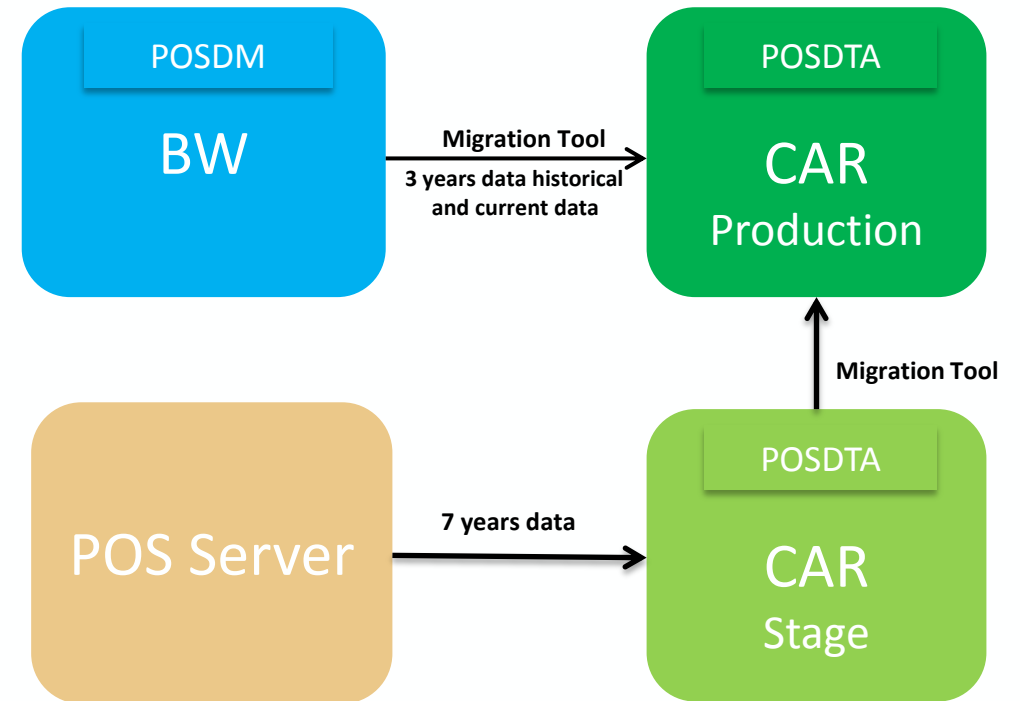 POSDM
BW
Migration Tool
3 years data historical
and current data
POSDTA
CAR
Production
Migration Tool
POS Server
7 years data
POSDTA
CAR
Stage